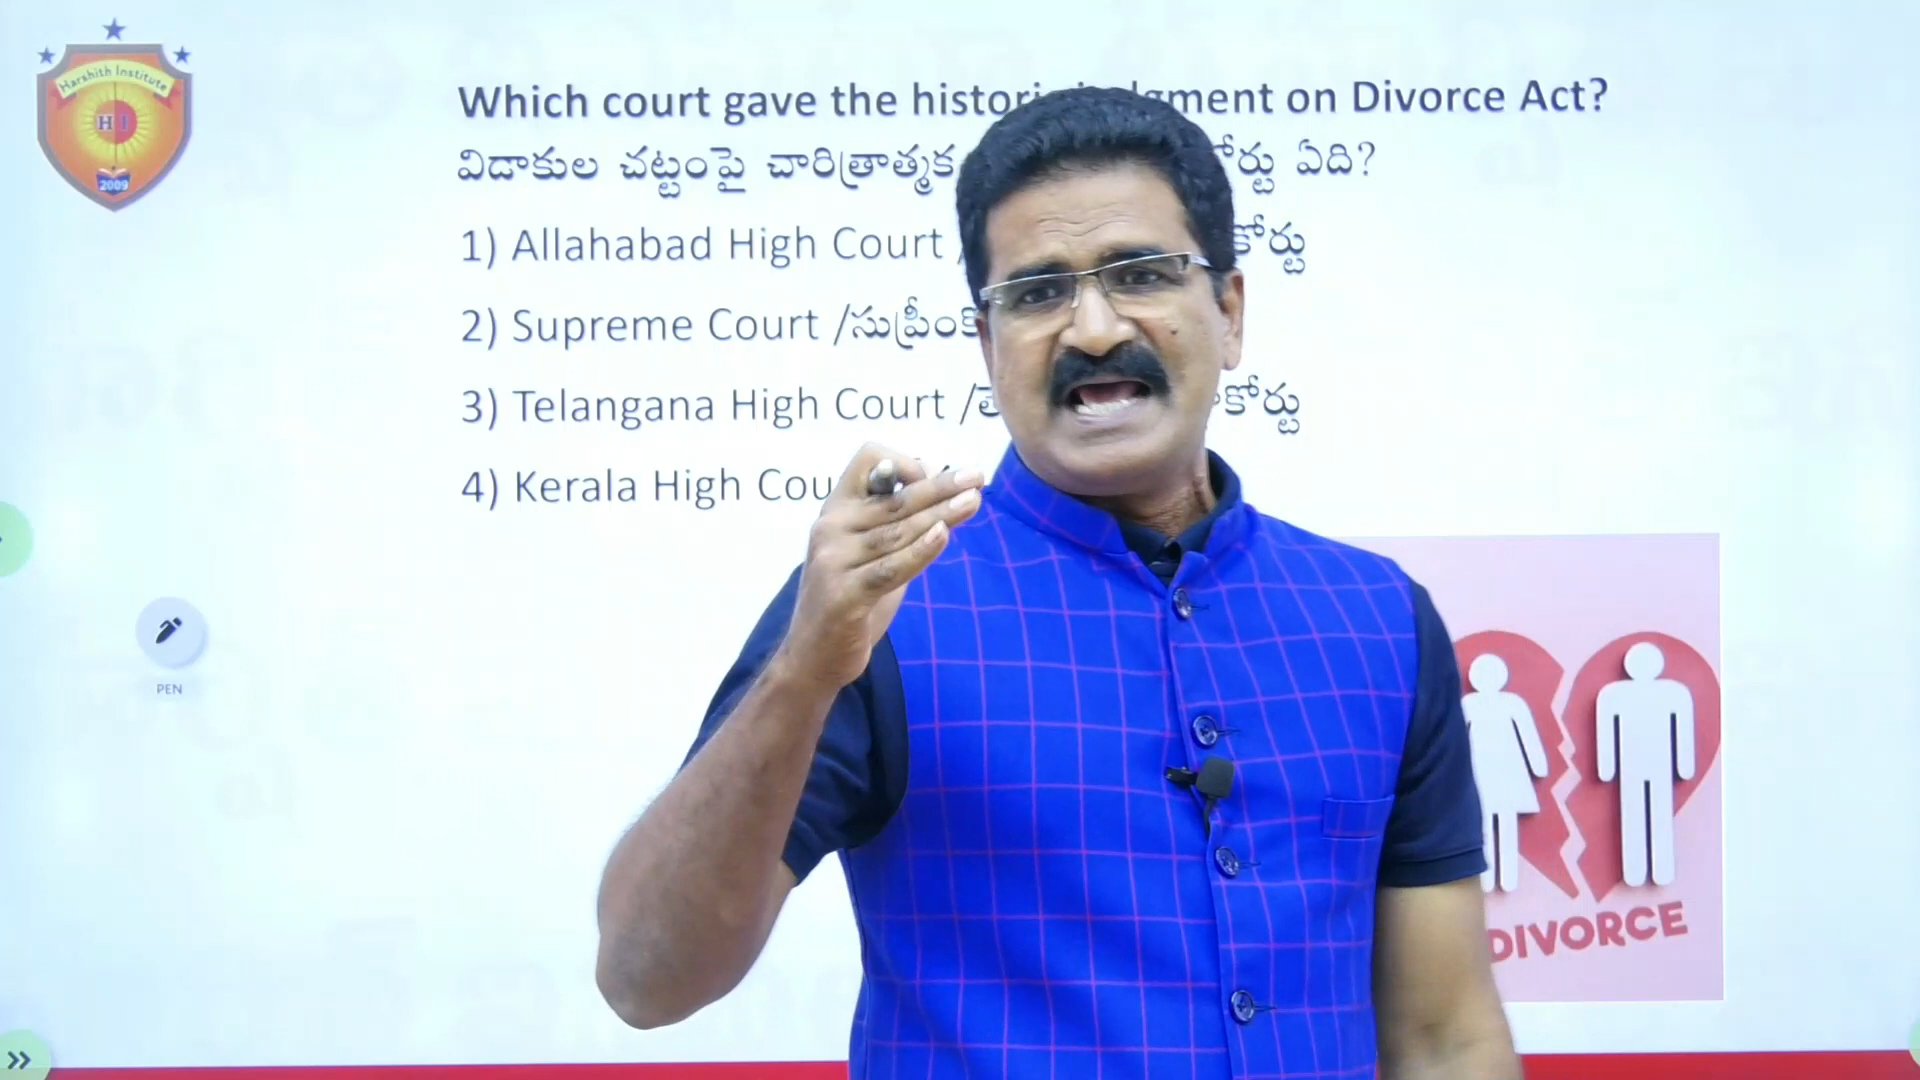 Harshith Institute
H I
2009
Which court gave the histori gment on Divorce Act?
విడాకుల చట్టంపై చారిత్రాత్మక కోర్టు ఏది?
1) Allahabad High Court / కోర్టు
2) Supreme Court /సుప్రీంక
3) Telangana High Court /తె కోర్టు
4) Kerala High Cou
PEN
DIVORCE